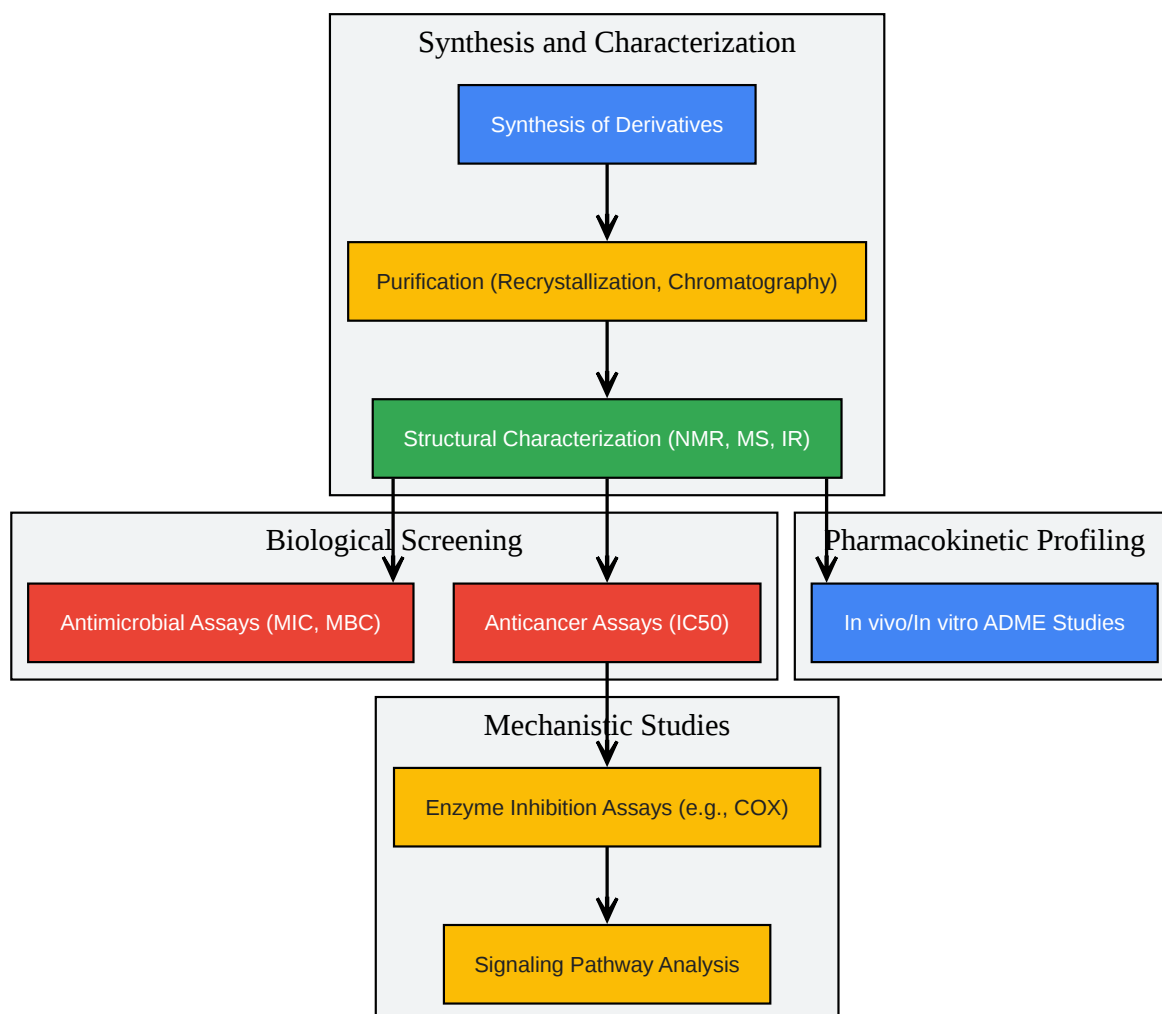 Synthesis and Characterization
Synthesis of Derivatives
Purification (Recrystallization, Chromatography)
Structural Characterization (NMR, MS, IR)
Biological Screening
Pharmacokinetic Profiling
Antimicrobial Assays (MIC, MBC)
Anticancer Assays (IC50)
In vivo/In vitro ADME Studies
Mechanistic Studies
Enzyme Inhibition Assays (e.g., COX)
Signaling Pathway Analysis